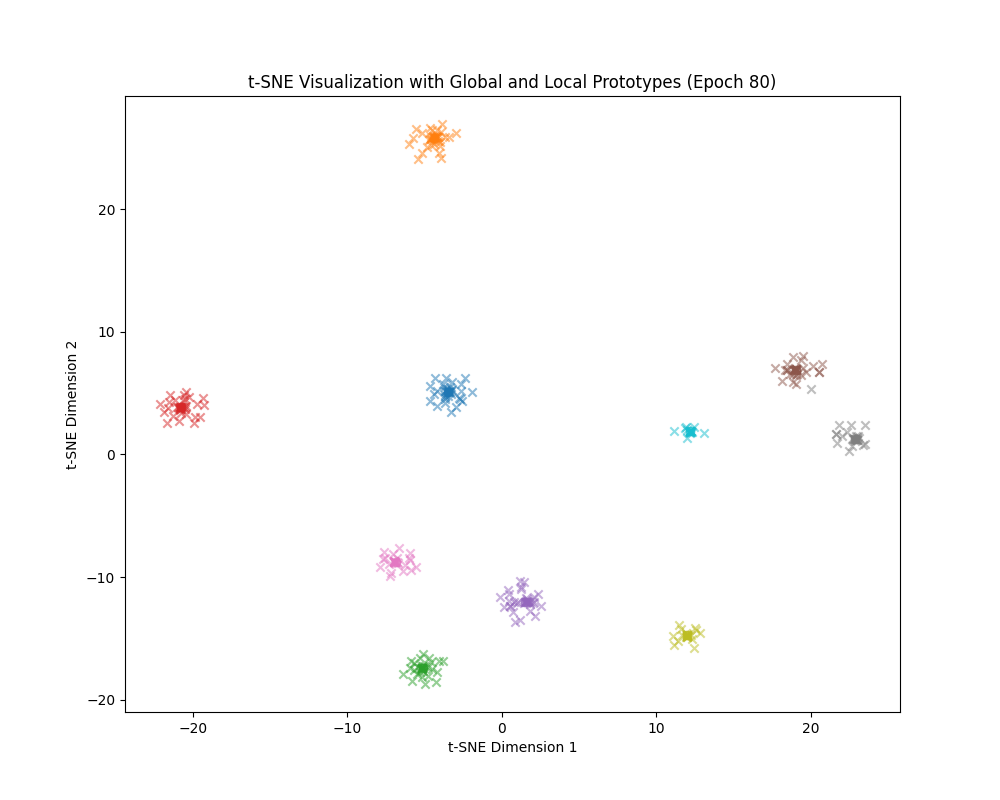 t-SNE Visualization with Global and Local Prototypes (Epoch 80)
t-SNE Dimension 2
20
10
0
−10
−20
−20 −10 0 10 20
t-SNE Dimension 1